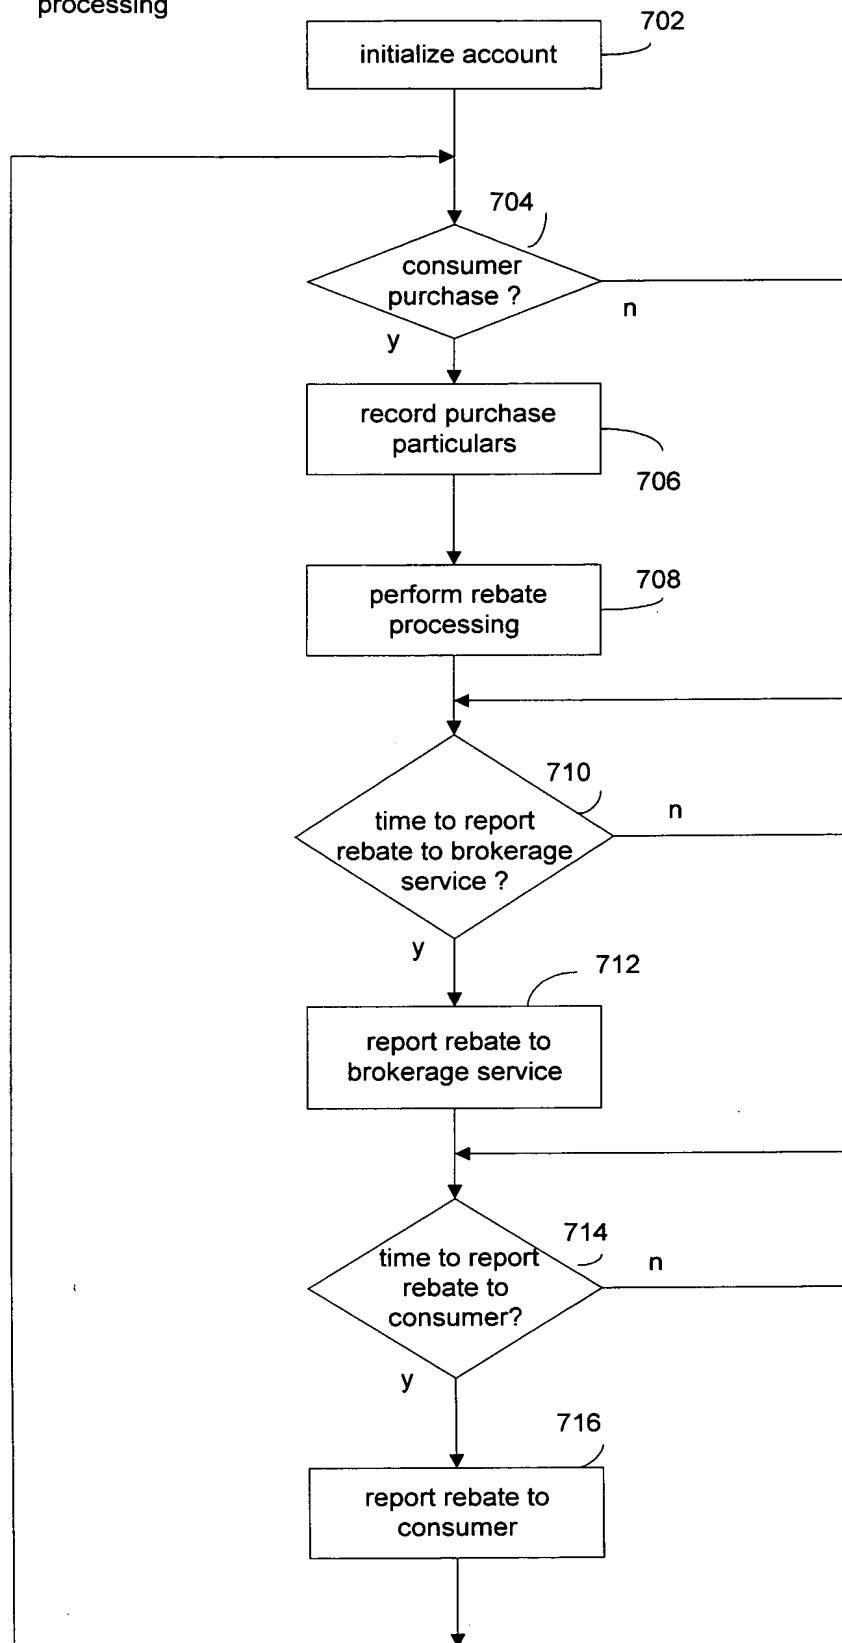 processing
702
initialize account
704
consumer
purchase ?
n
y
record purchase
particulars
706
708
perform rebate
processing
710
n
time to report
rebate to brokerage
service ?
y
712
report rebate to
brokerage service
714
n
time to report
rebate to
consumer?
y
716
report rebate to
consumer